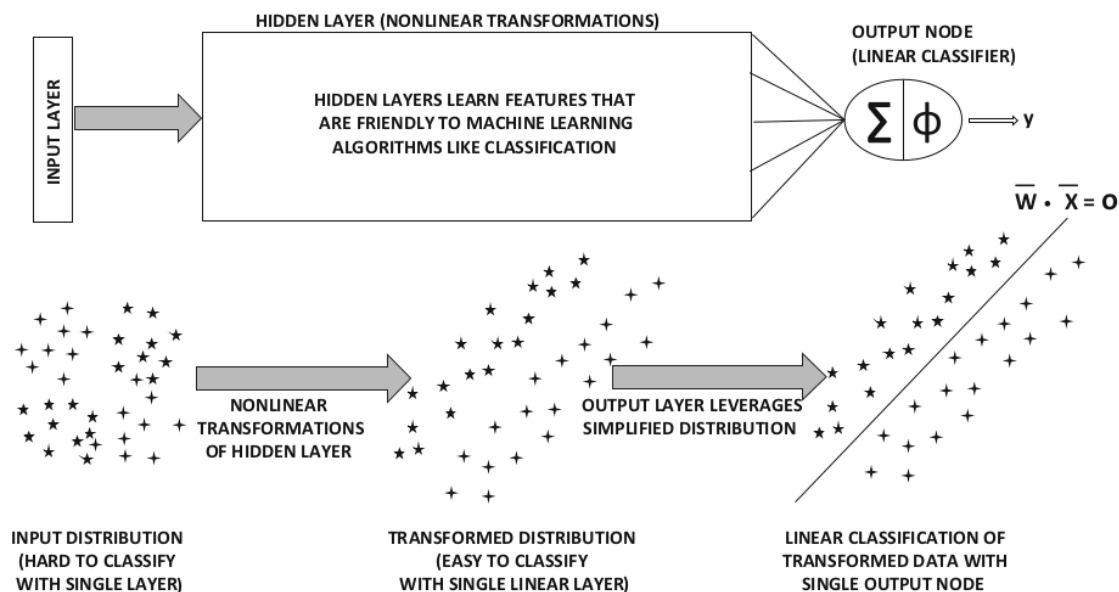 HIDDEN LAYER (NONLINEAR TRANSFORMATIONS)
INPUT LAYER
HIDDEN LAYERS LEARN FEATURES THAT
ARE FRIENDLY TO MACHINE LEARNING
ALGORITHMS LIKE CLASSIFICATION
OUTPUT NODE
(LINEAR CLASSIFIER)
∑ ϕ
y
W̅ · X̅ = 0
NONLINEAR
TRANSFORMATIONS
OF HIDDEN LAYER
OUTPUT LAYER LEVERAGES
SIMPLIFIED DISTRIBUTION
INPUT DISTRIBUTION
(HARD TO CLASSIFY
WITH SINGLE LAYER)
TRANSFORMED DISTRIBUTION
(EASY TO CLASSIFY
WITH SINGLE LINEAR LAYER)
LINEAR CLASSIFICATION OF
TRANSFORMED DATA WITH
SINGLE OUTPUT NODE